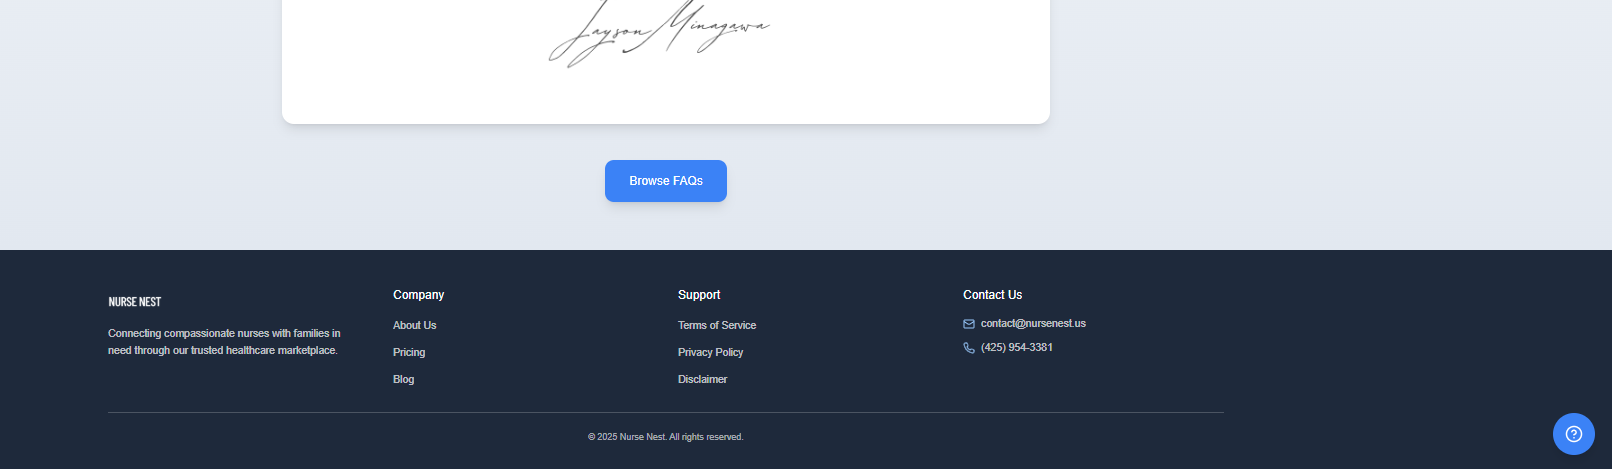 Jayson Minagawa
Browse FAQs
NURSE NEST
Connecting compassionate nurses with families in
need through our trusted healthcare marketplace.
Company
About Us
Pricing
Blog
Support
Terms of Service
Privacy Policy
Disclaimer
Contact Us
contact@nursenest.us
(425) 954-3381
© 2025 Nurse Nest. All rights reserved.